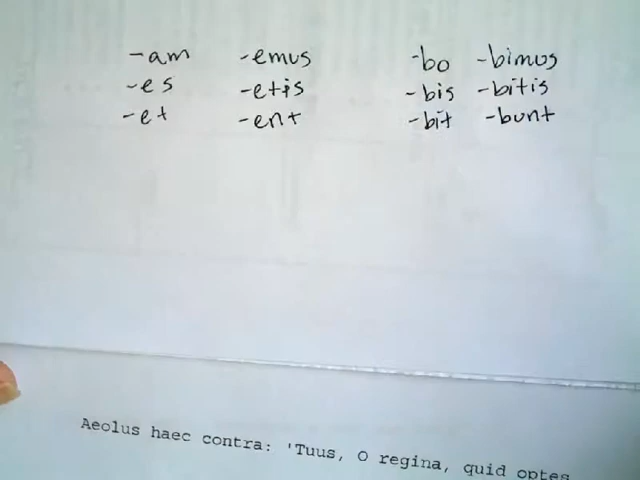 -am -emus -bo -bimus
-es -etis -bis -bitis
-et -ent -bit -bunt
Aeolus haec contra: 'Tuus, O regina, quid optes